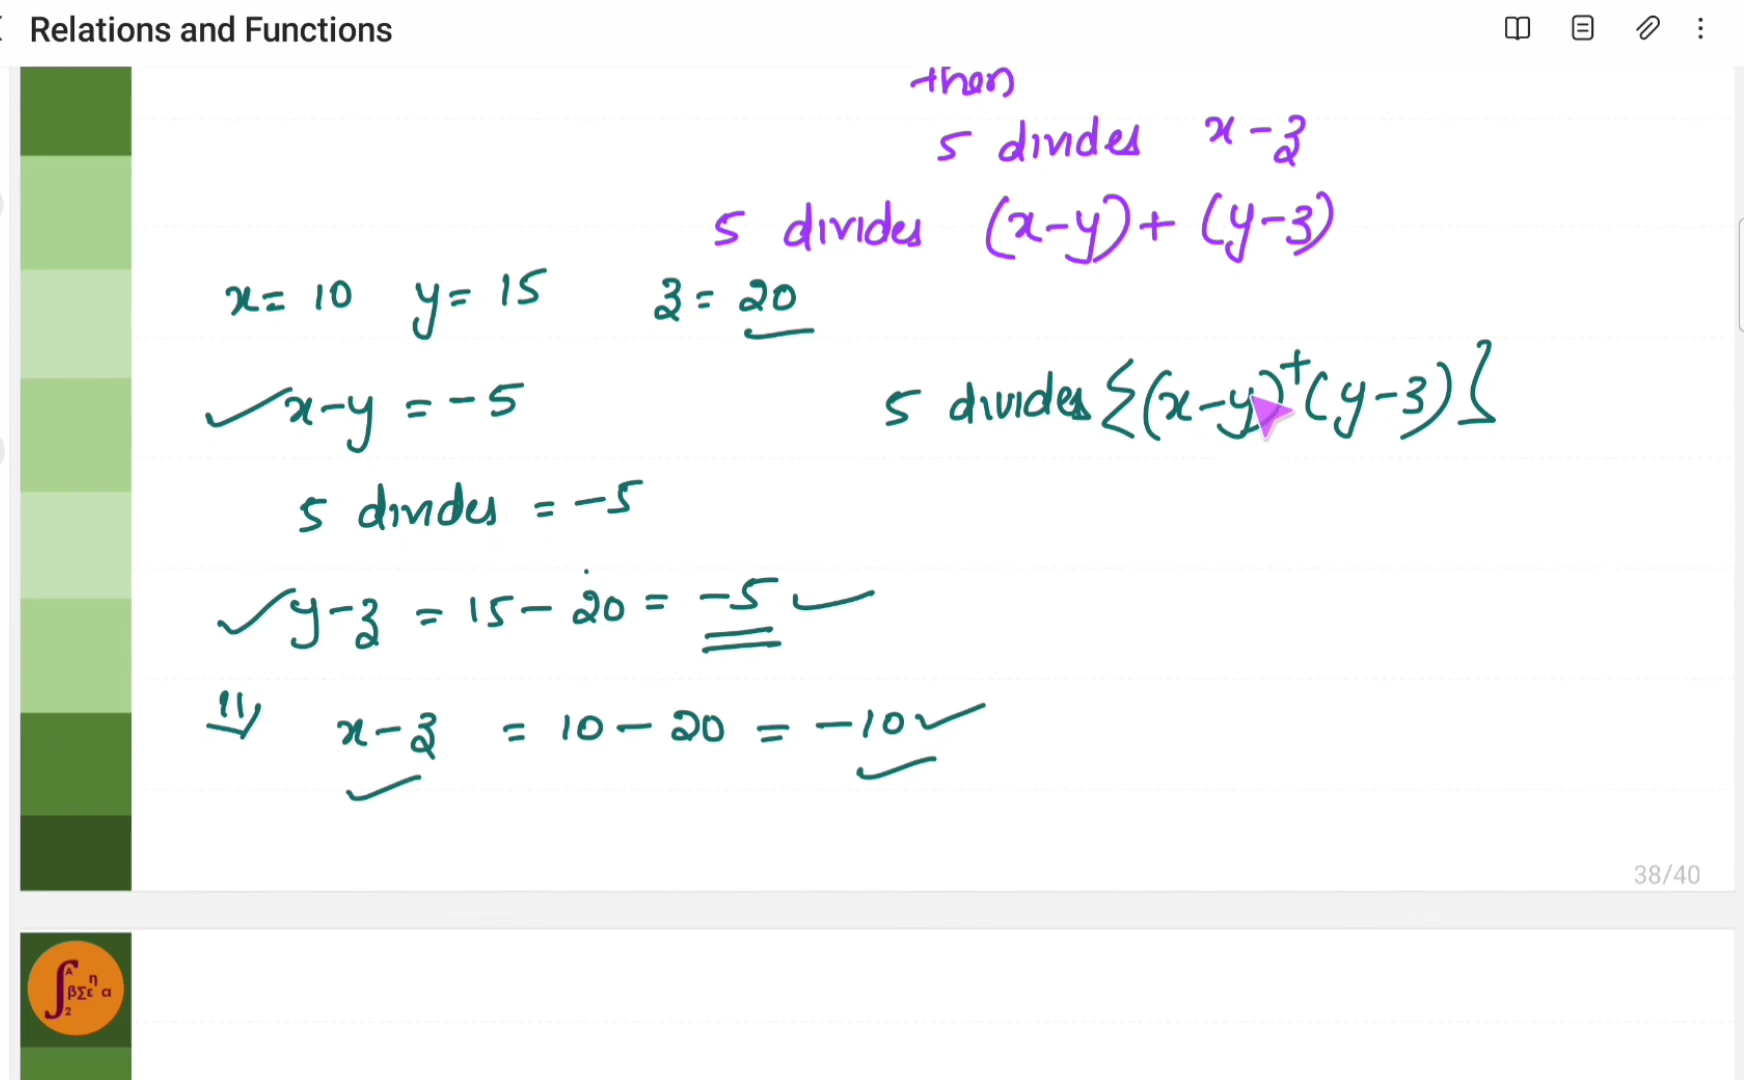 Relations and Functions
then
5 divides x-z
5 divides (x-y)+(y-z)
x=10 y=15 z=20
x-y = -5
5 divides {(x-y)+(y-z)}
5 divides = -5
y-z = 15-20 = -5
x-z = 10-20 = -10
38/40